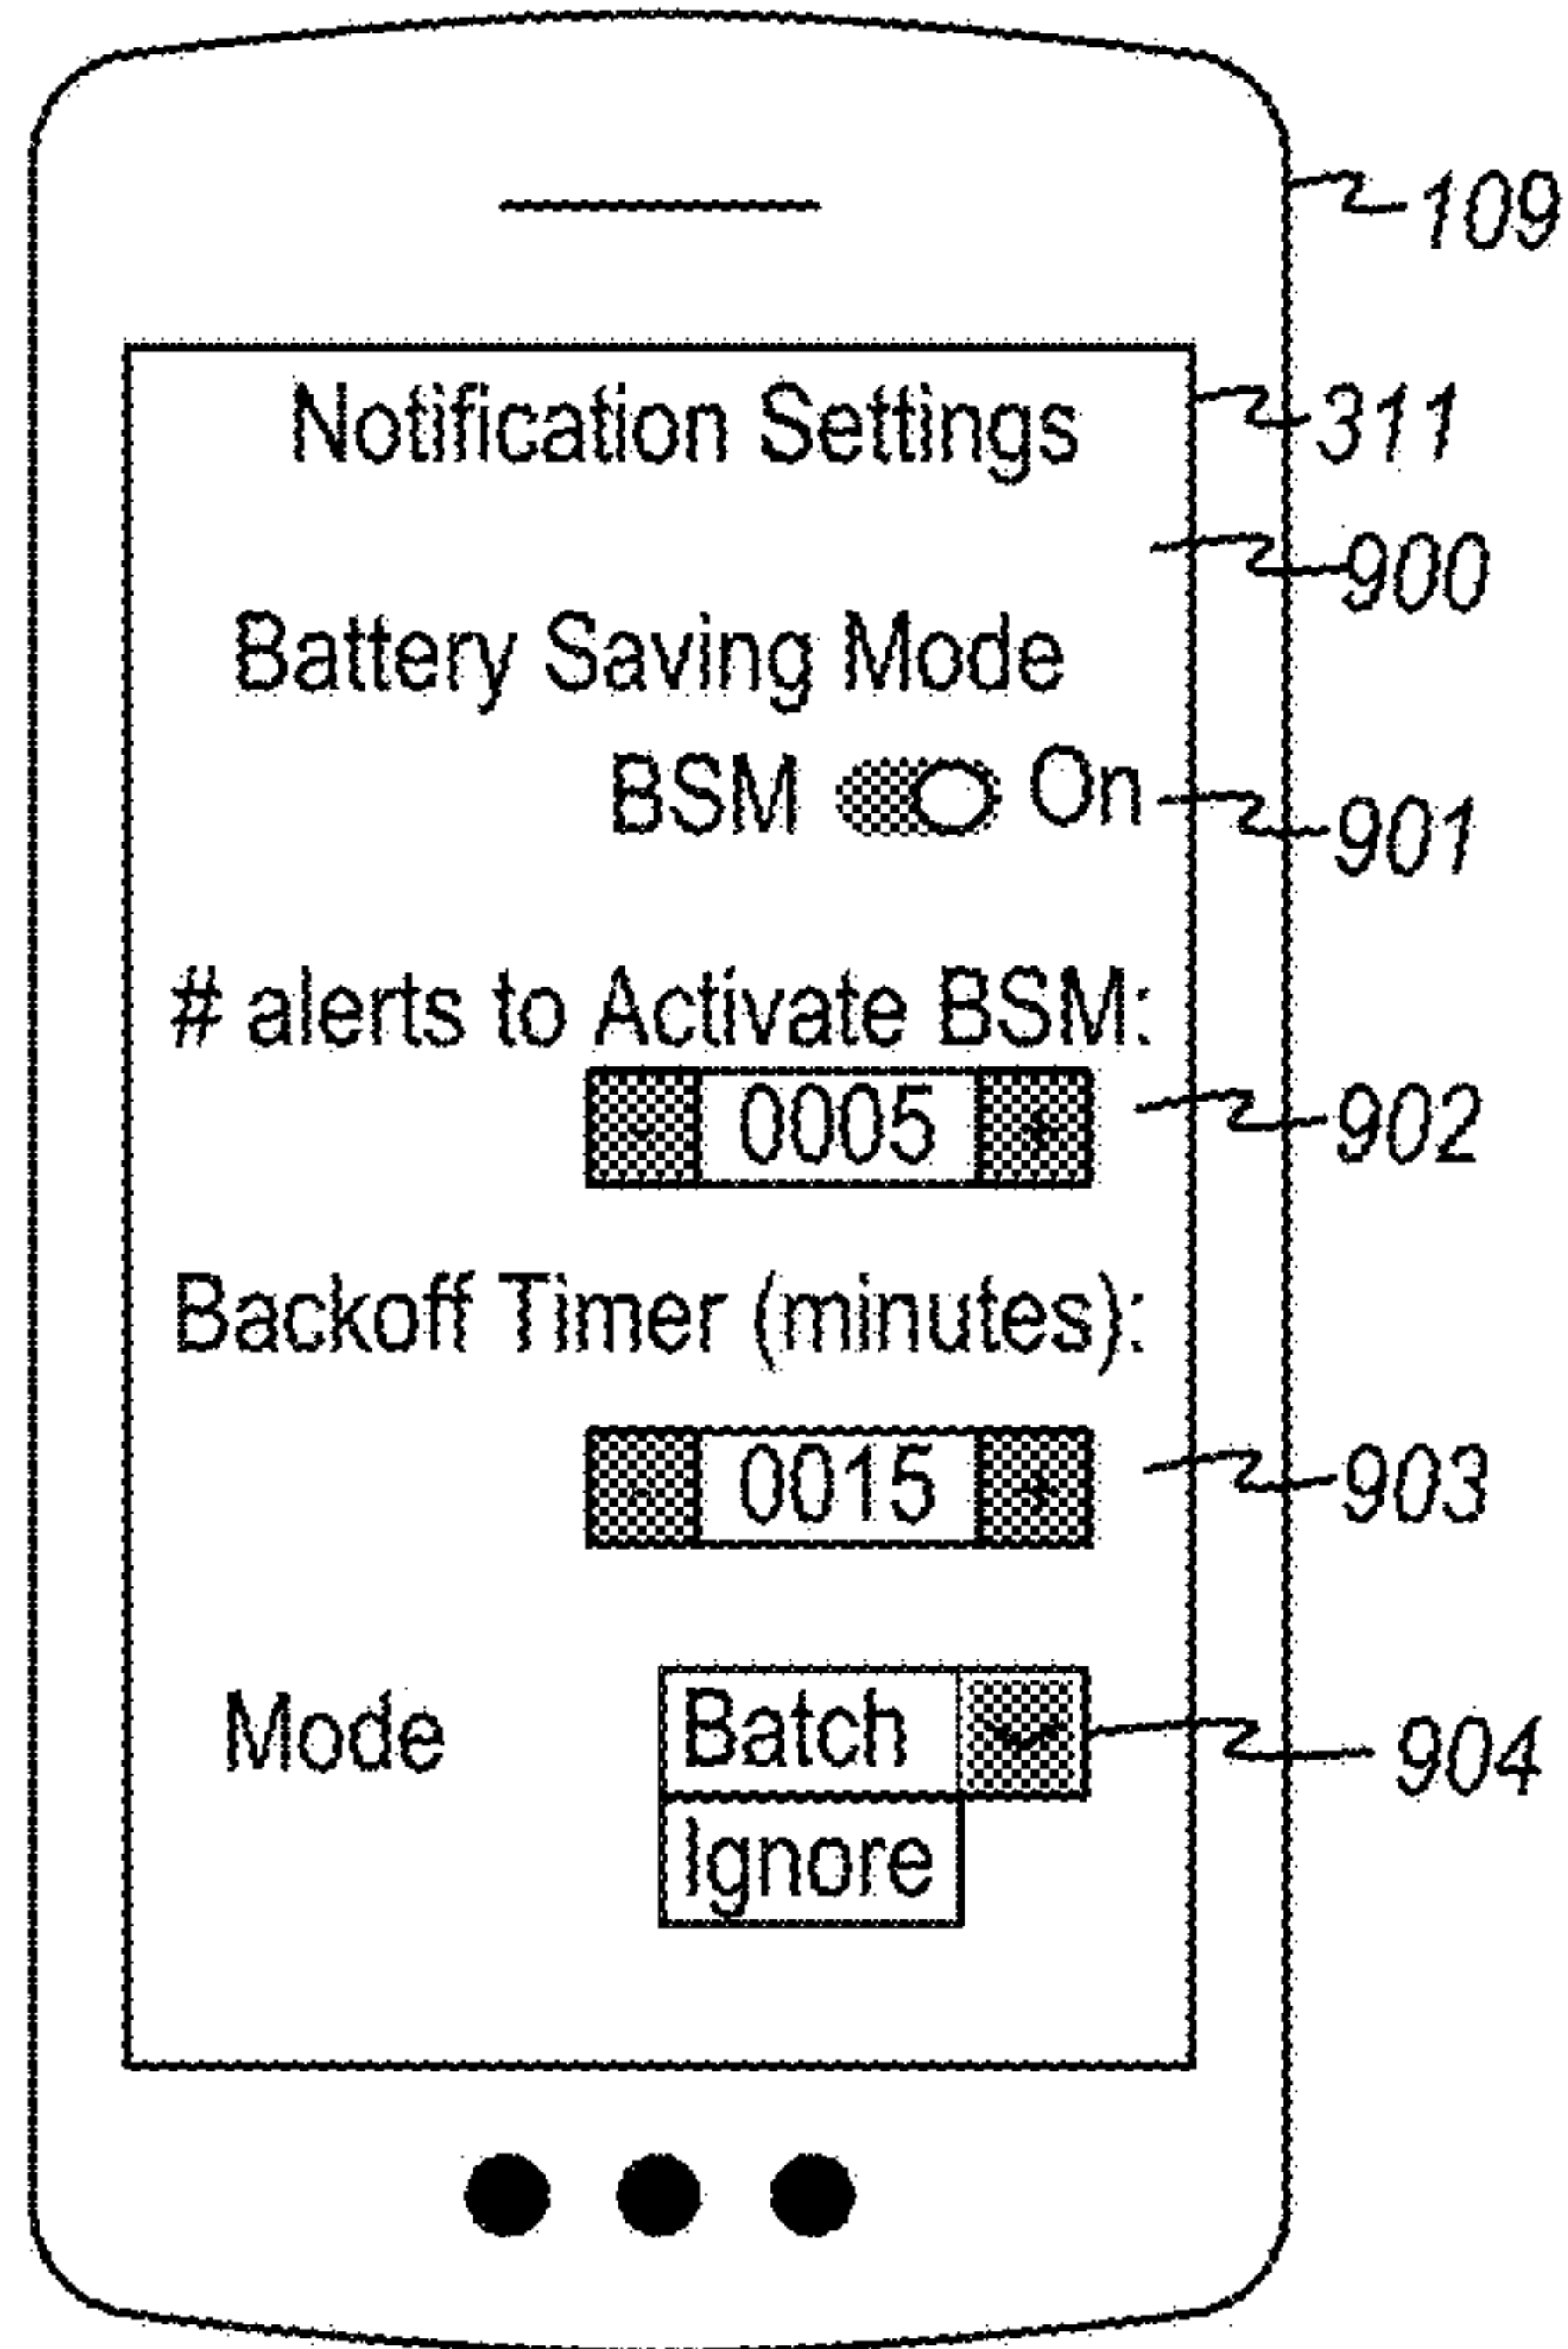 109
Notification Settings
311
900
Battery Saving Mode
BSM On
901
# alerts to Activate BSM:
- 0005 +
902
Backoff Timer (minutes):
- 0015 +
903
Mode Batch
904
Ignore